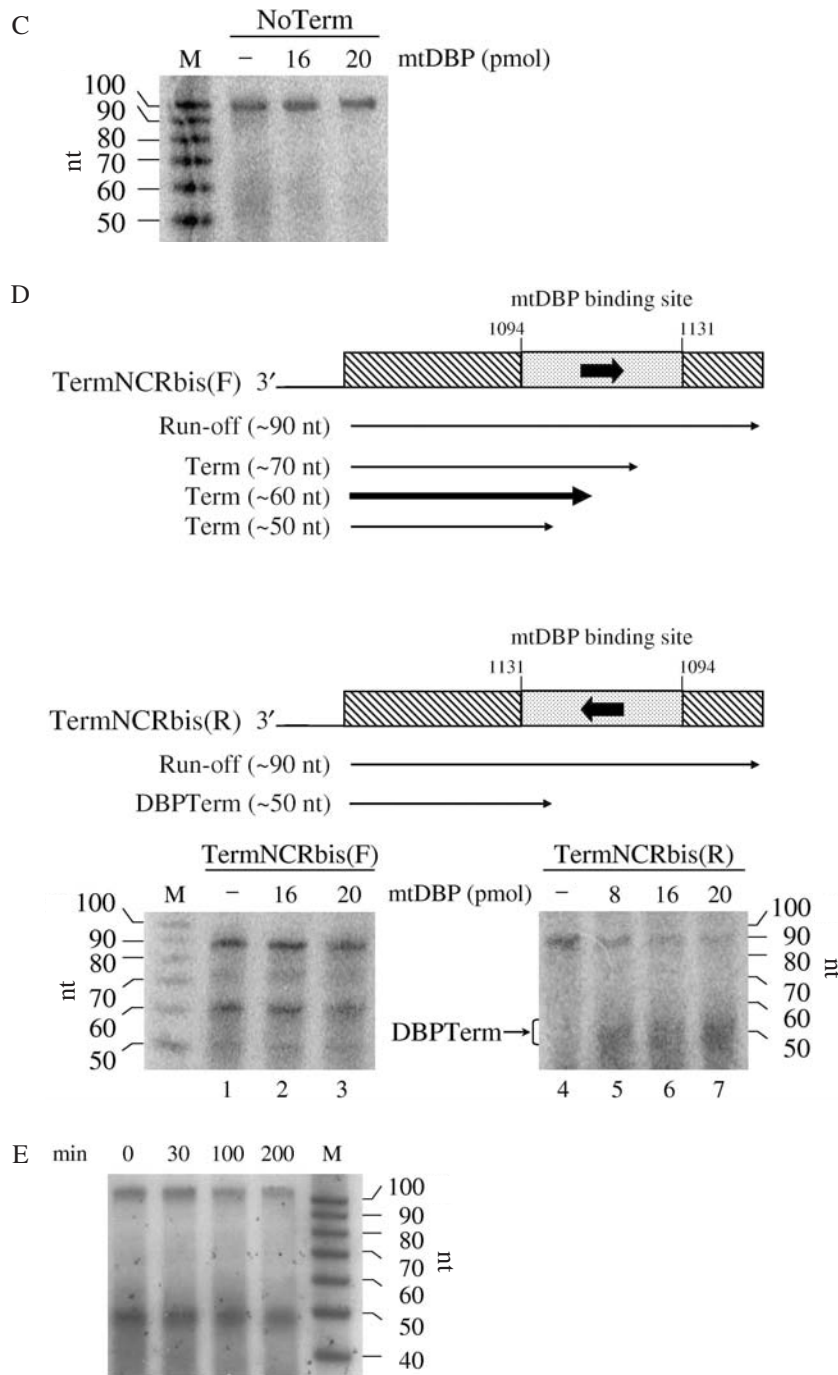 C
NoTerm
M – 16 20 mtDBP (pmol)
100
90
80
70
60
50
nt
D
mtDBP binding site
1094 1131
TermNCRbis(F) 3′
Run-off (~90 nt)
Term (~70 nt)
Term (~60 nt)
Term (~50 nt)
mtDBP binding site
1131 1094
TermNCRbis(R) 3′
Run-off (~90 nt)
DBPTerm (~50 nt)
TermNCRbis(F) TermNCRbis(R)
M – 16 20 mtDBP (pmol) – 8 16 20
100 100
90 90
80 80
70 70
60 60
50 50
nt nt
DBPTerm
1 2 3 4 5 6 7
E min 0 30 100 200 M
100
90
80
70
60
50
40
nt